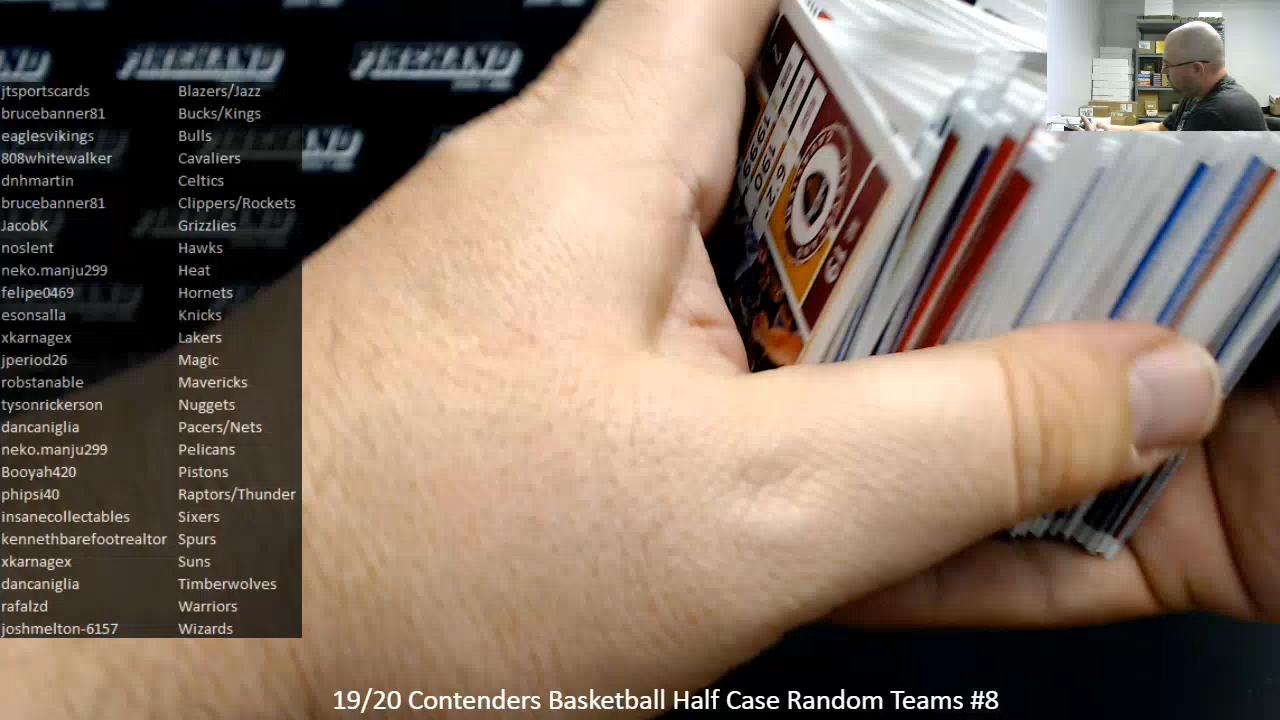 FIREHAND FIREHAND
jtsportscards Blazers/Jazz
brucebanner81 Bucks/Kings
eaglesvikings Bulls
808whitewalker Cavaliers
dnhmartin Celtics
brucebanner81 Clippers/Rockets
JacobK Grizzlies
noslent Hawks
neko.manju299 Heat
felipe0469 Hornets
esonsalla Knicks
xkarnagex Lakers
jperiod26 Magic
robstanable Mavericks
tysonrickerson Nuggets
dancaniglia Pacers/Nets
neko.manju299 Pelicans
Booyah420 Pistons
phipsi40 Raptors/Thunder
insanecollectables Sixers
kennethbarefootrealtor Spurs
xkarnagex Suns
dancaniglia Timberwolves
rafalzd Warriors
joshmelton-6157 Wizards
19/20 Contenders Basketball Half Case Random Teams #8